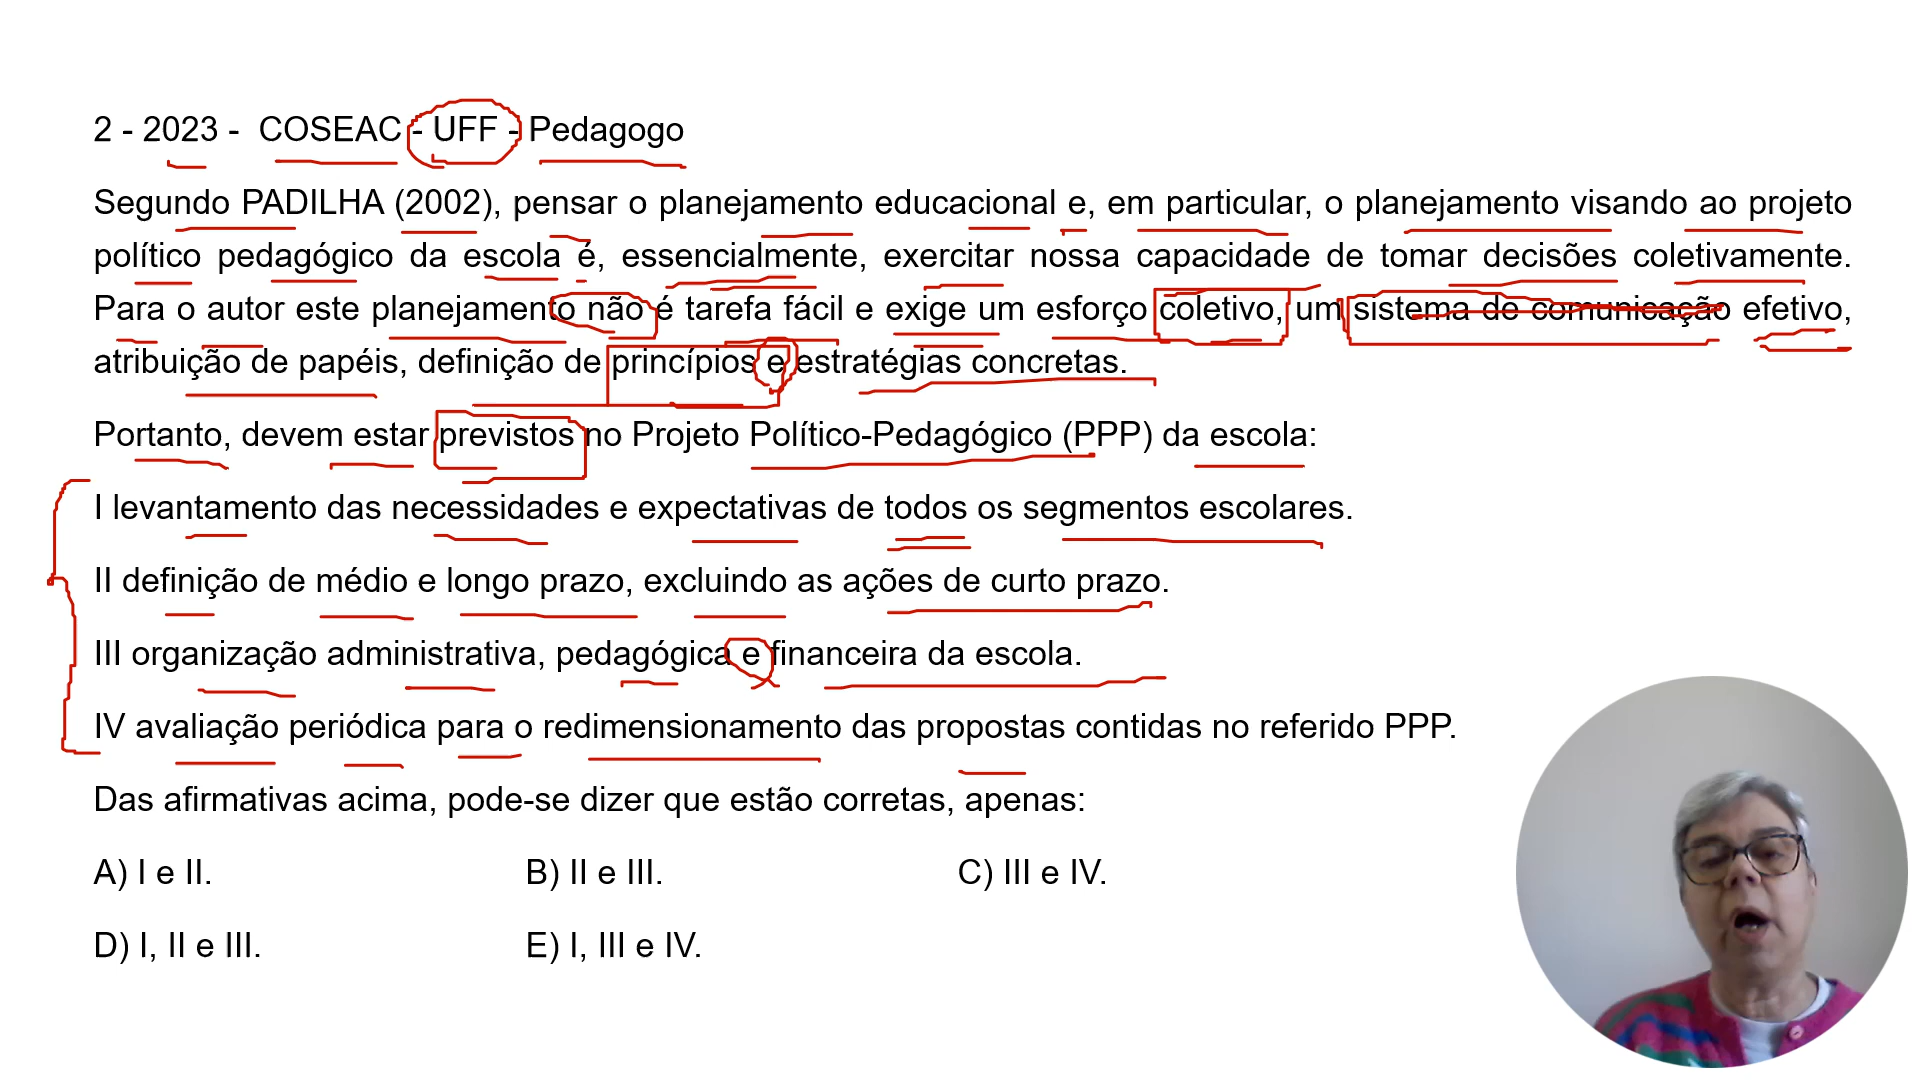 2 - 2023 - COSEAC - UFF - Pedagogo
Segundo PADILHA (2002), pensar o planejamento educacional e, em particular, o planejamento visando ao projeto
político pedagógico da escola é, essencialmente, exercitar nossa capacidade de tomar decisões coletivamente.
Para o autor este planejamento não é tarefa fácil e exige um esforço coletivo, um sistema de comunicação efetivo,
atribuição de papéis, definição de princípios e estratégias concretas.
Portanto, devem estar previstos no Projeto Político-Pedagógico (PPP) da escola:
I levantamento das necessidades e expectativas de todos os segmentos escolares.
II definição de médio e longo prazo, excluindo as ações de curto prazo.
III organização administrativa, pedagógica e financeira da escola.
IV avaliação periódica para o redimensionamento das propostas contidas no referido PPP.
Das afirmativas acima, pode-se dizer que estão corretas, apenas:
A) I e II. B) II e III. C) III e IV.
D) I, II e III. E) I, III e IV.